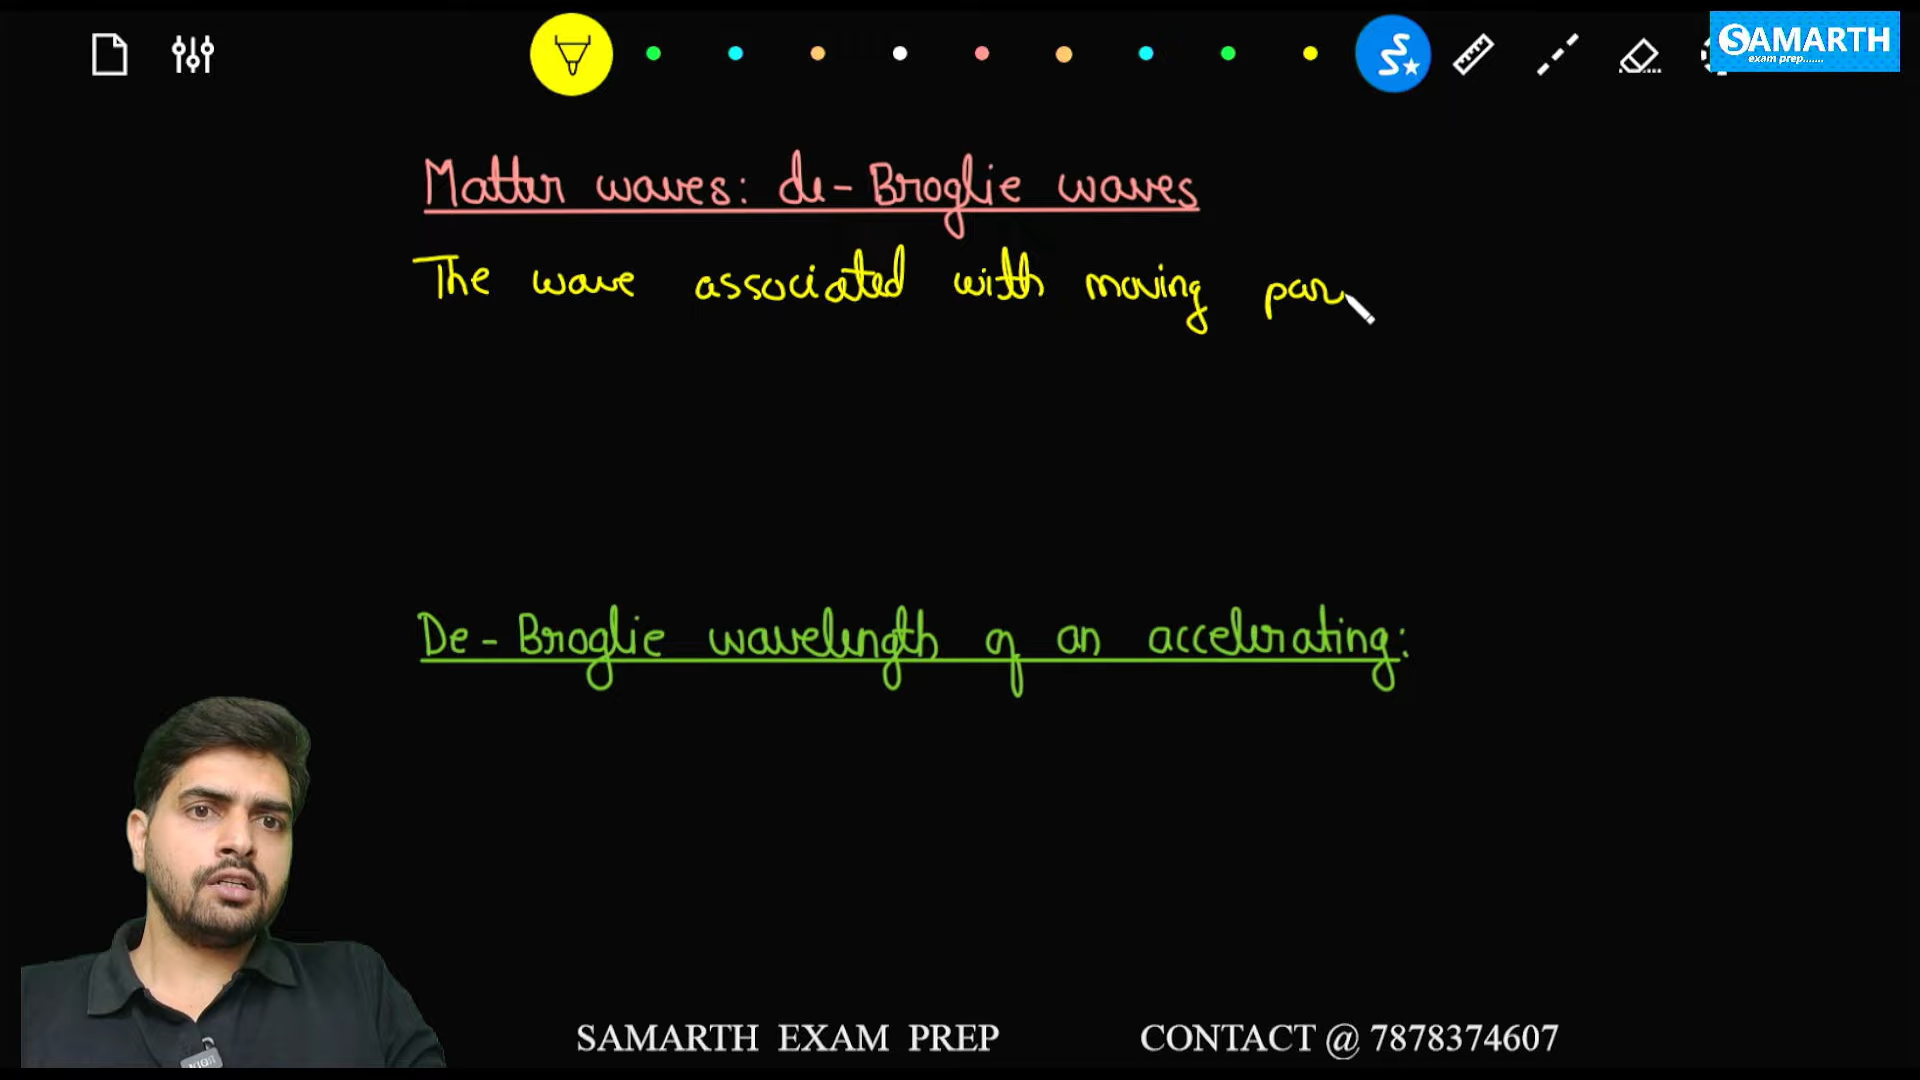 SAMARTH
exam prep.......
Matter waves: de-Broglie waves
The wave associated with moving par
De-Broglie wavelength of an accelerating:
SAMARTH EXAM PREP CONTACT @ 7878374607